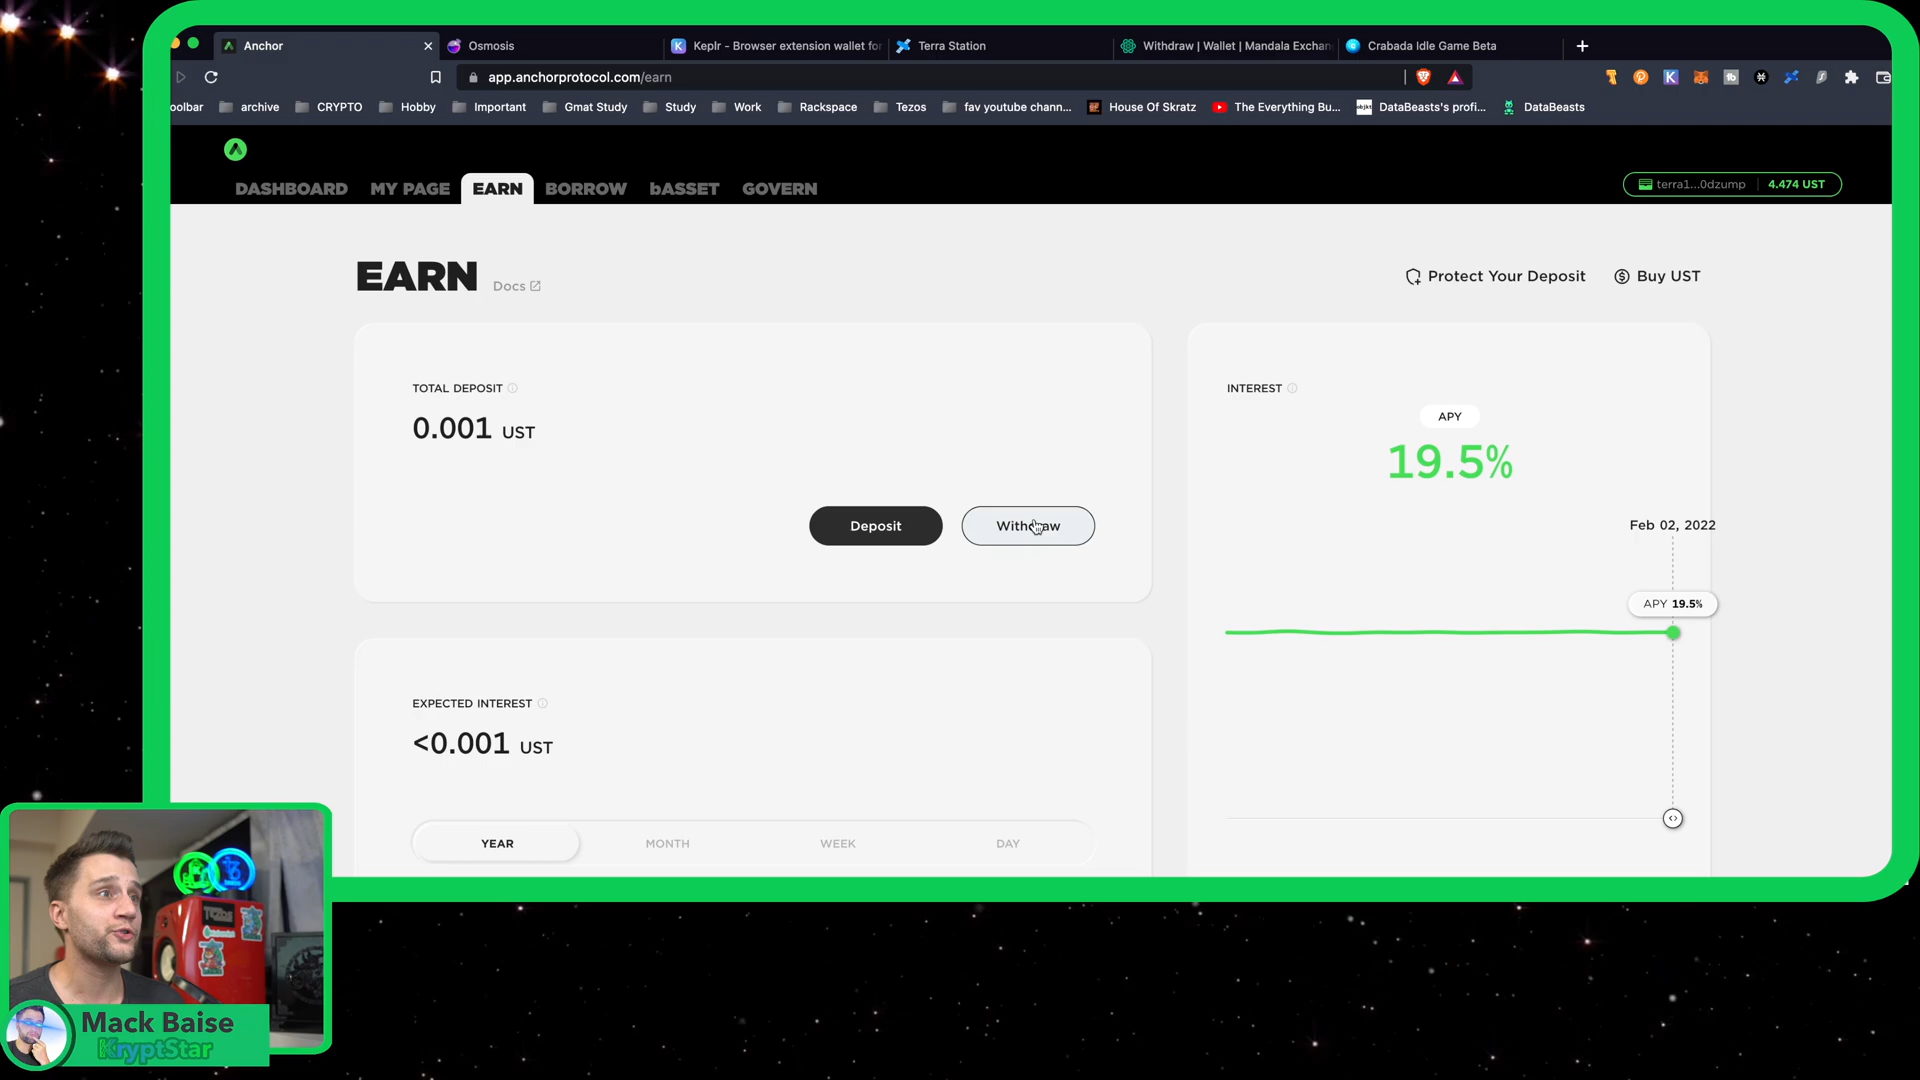 Anchor
Osmosis
Keplr - Browser extension wallet for
Terra Station
Withdraw | Wallet | Mandala Exchan
Crabada Idle Game Beta
app.anchorprotocol.com/earn
oolbar
archive
CRYPTO
Hobby
Important
Gmat Study
Study
Work
Rackspace
Tezos
fav youtube chann...
House Of Skratz
The Everything Bu...
DataBeasts's profi...
DataBeasts
DASHBOARD
MY PAGE
EARN
BORROW
bASSET
GOVERN
terra1...0dzump
4.474 UST
EARN
Docs
Protect Your Deposit
Buy UST
TOTAL DEPOSIT
0.001 UST
Deposit
Withdraw
INTEREST
APY
19.5%
Feb 02, 2022
APY 19.5%
EXPECTED INTEREST
<0.001 UST
YEAR
MONTH
WEEK
DAY
TEZOS
Mack Baise
KryptStar